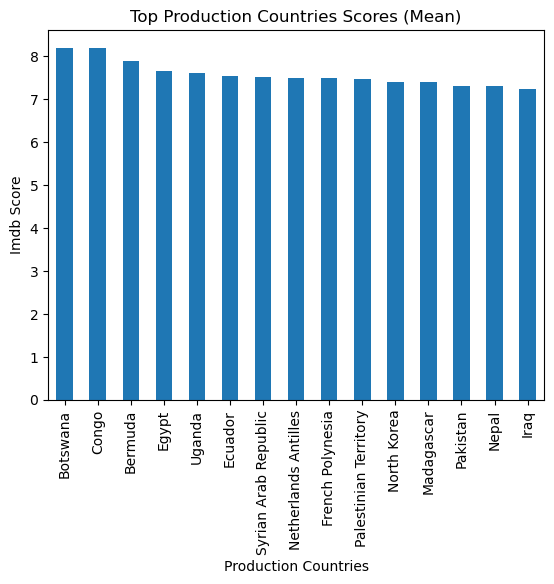 Top Production Countries Scores (Mean)
8
7
6
5
4
3
2
1
0
Imdb Score
Botswana
Congo
Bermuda
Egypt
Uganda
Ecuador
Syrian Arab Republic
Netherlands Antilles
French Polynesia
Palestinian Territory
North Korea
Madagascar
Pakistan
Nepal
Iraq
Production Countries